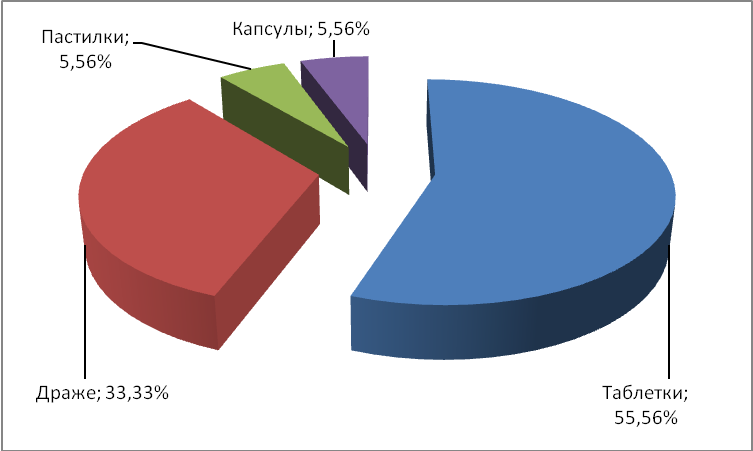 Капсулы; 5,56%
Пастилки;
5,56%
Драже; 33,33%
Таблетки;
55,56%